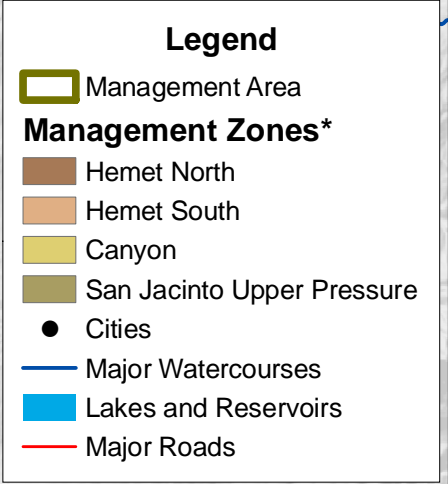 Legend
Management Area
Management Zones*
Hemet North
Hemet South
Canyon
San Jacinto Upper Pressure
Cities
Major Watercourses
Lakes and Reservoirs
Major Roads